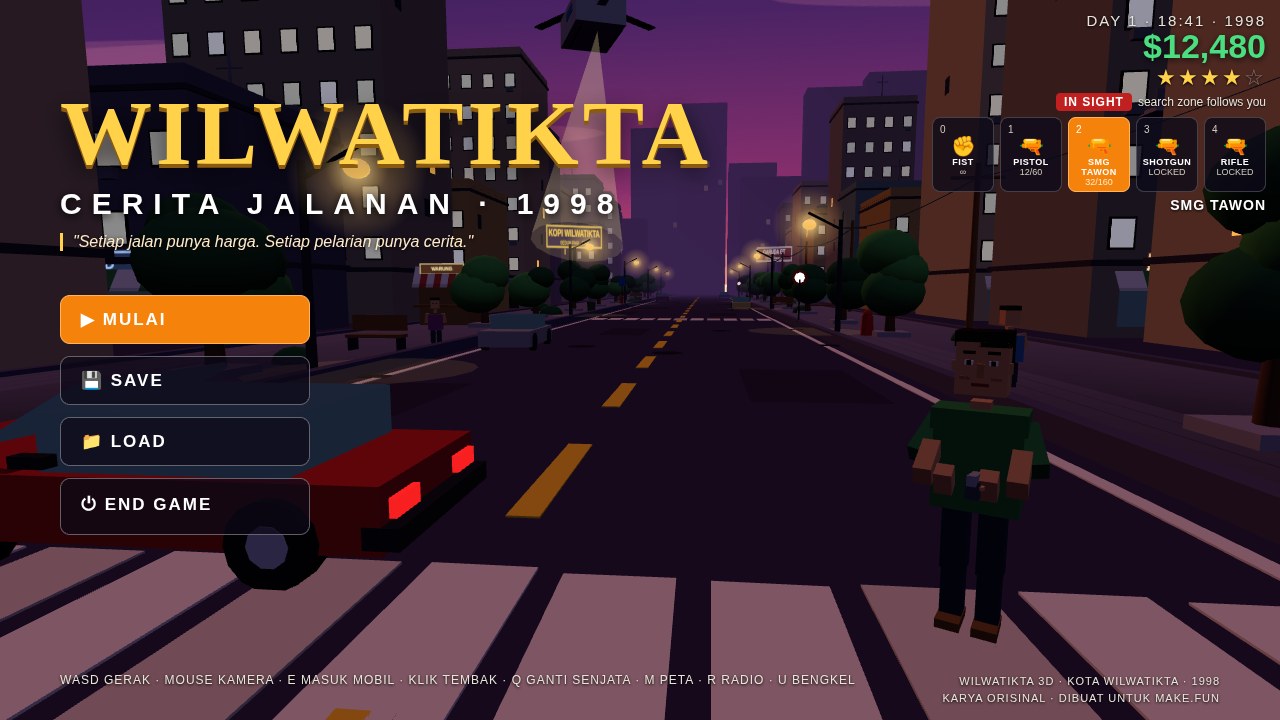 DAY 1 · 18:41 · 1998
$12,480
★★★★☆
IN SIGHT search zone follows you
0 1 2 3 4
FIST PISTOL SMG TAWON SHOTGUN RIFLE
∞ 12/60 32/160 LOCKED LOCKED
SMG TAWON
WILWATIKTA
CERITA JALANAN · 1998
"Setiap jalan punya harga. Setiap pelarian punya cerita."
KOPI WILWATIKTA
WARUNG
▶ MULAI
💾 SAVE
📁 LOAD
⏻ END GAME
WASD GERAK · MOUSE KAMERA · E MASUK MOBIL · KLIK TEMBAK · Q GANTI SENJATA · M PETA · R RADIO · U BENGKEL
WILWATIKTA 3D · KOTA WILWATIKTA · 1998
KARYA ORISINAL · DIBUAT UNTUK MAKE.FUN